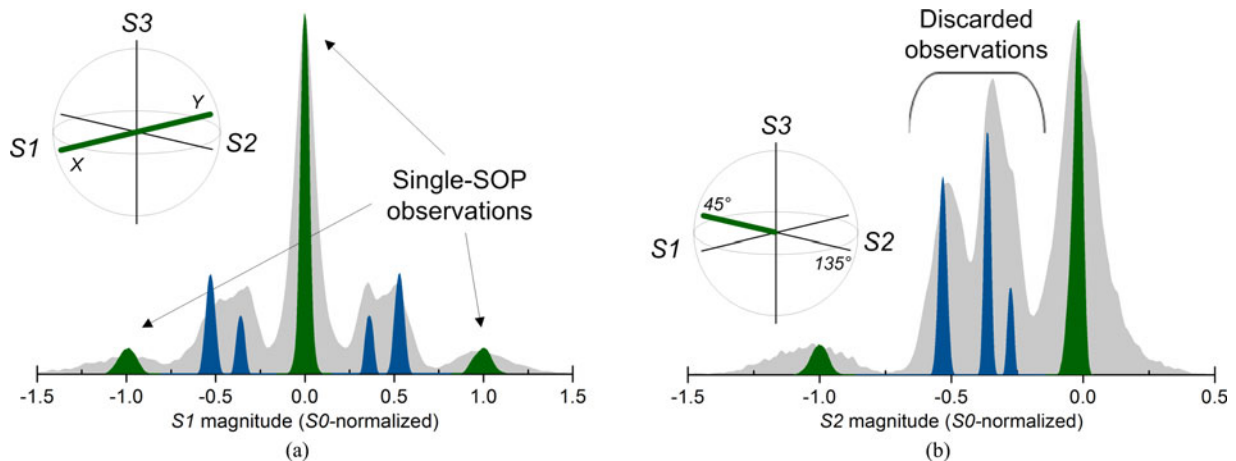 S3
Y
S1
S2
X
Single-SOP
observations
-1.5 -1.0 -0.5 0.0 0.5 1.0 1.5
S1 magnitude (S0-normalized)
(a)
Discarded
observations
S3
45°
S1
S2
135°
-1.5 -1.0 -0.5 0.0 0.5
S2 magnitude (S0-normalized)
(b)